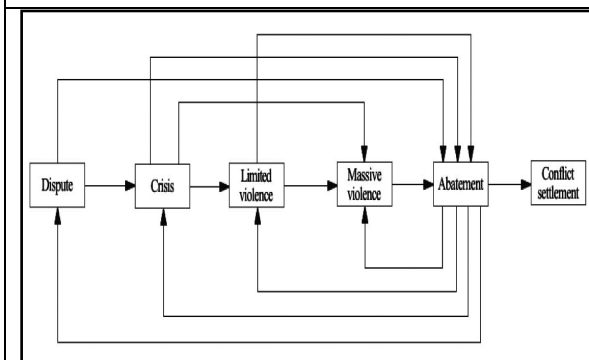 Dispute
Crisis
Limited
violence
Massive
violence
Abatement
Conflict
settlement